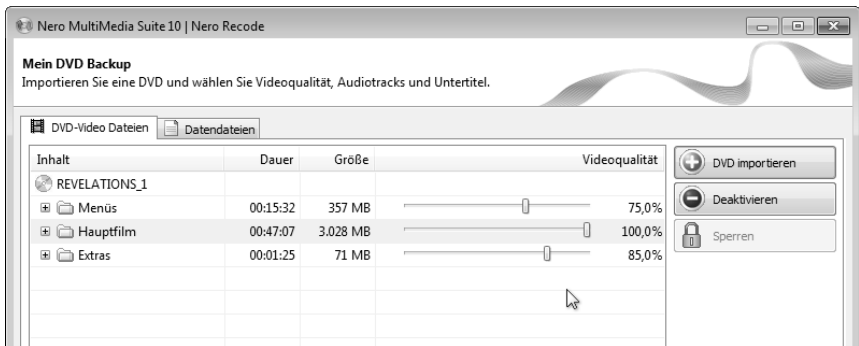 Nero MultiMedia Suite 10 | Nero Recode
Mein DVD Backup
Importieren Sie eine DVD und wählen Sie Videoqualität, Audiotracks und Untertitel.
DVD-Video Dateien Datendateien
Inhalt Dauer Größe Videoqualität
REVELATIONS_1
Menüs 00:15:32 357 MB 75,0%
Hauptfilm 00:47:07 3.028 MB 100,0%
Extras 00:01:25 71 MB 85,0%
DVD importieren
Deaktivieren
Sperren